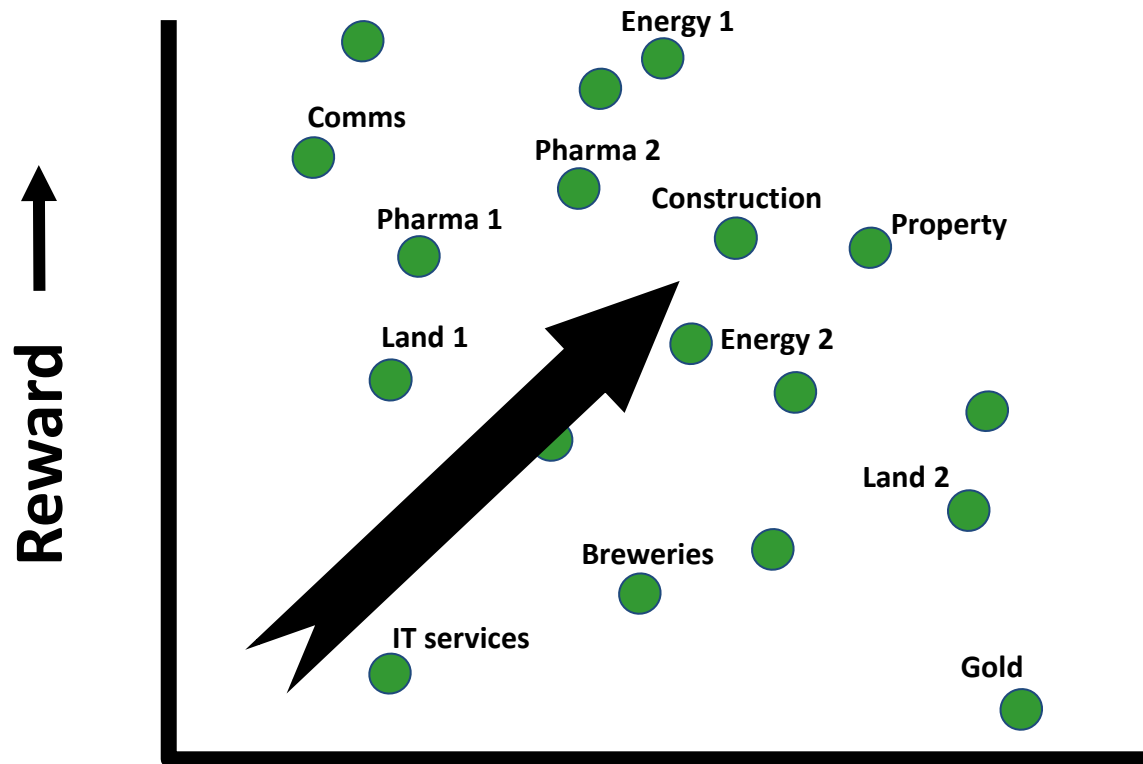 Energy 1
Comms
Pharma 2
Construction
Pharma 1
Property
Land 1
Energy 2
Reward
Land 2
Breweries
IT services
Gold